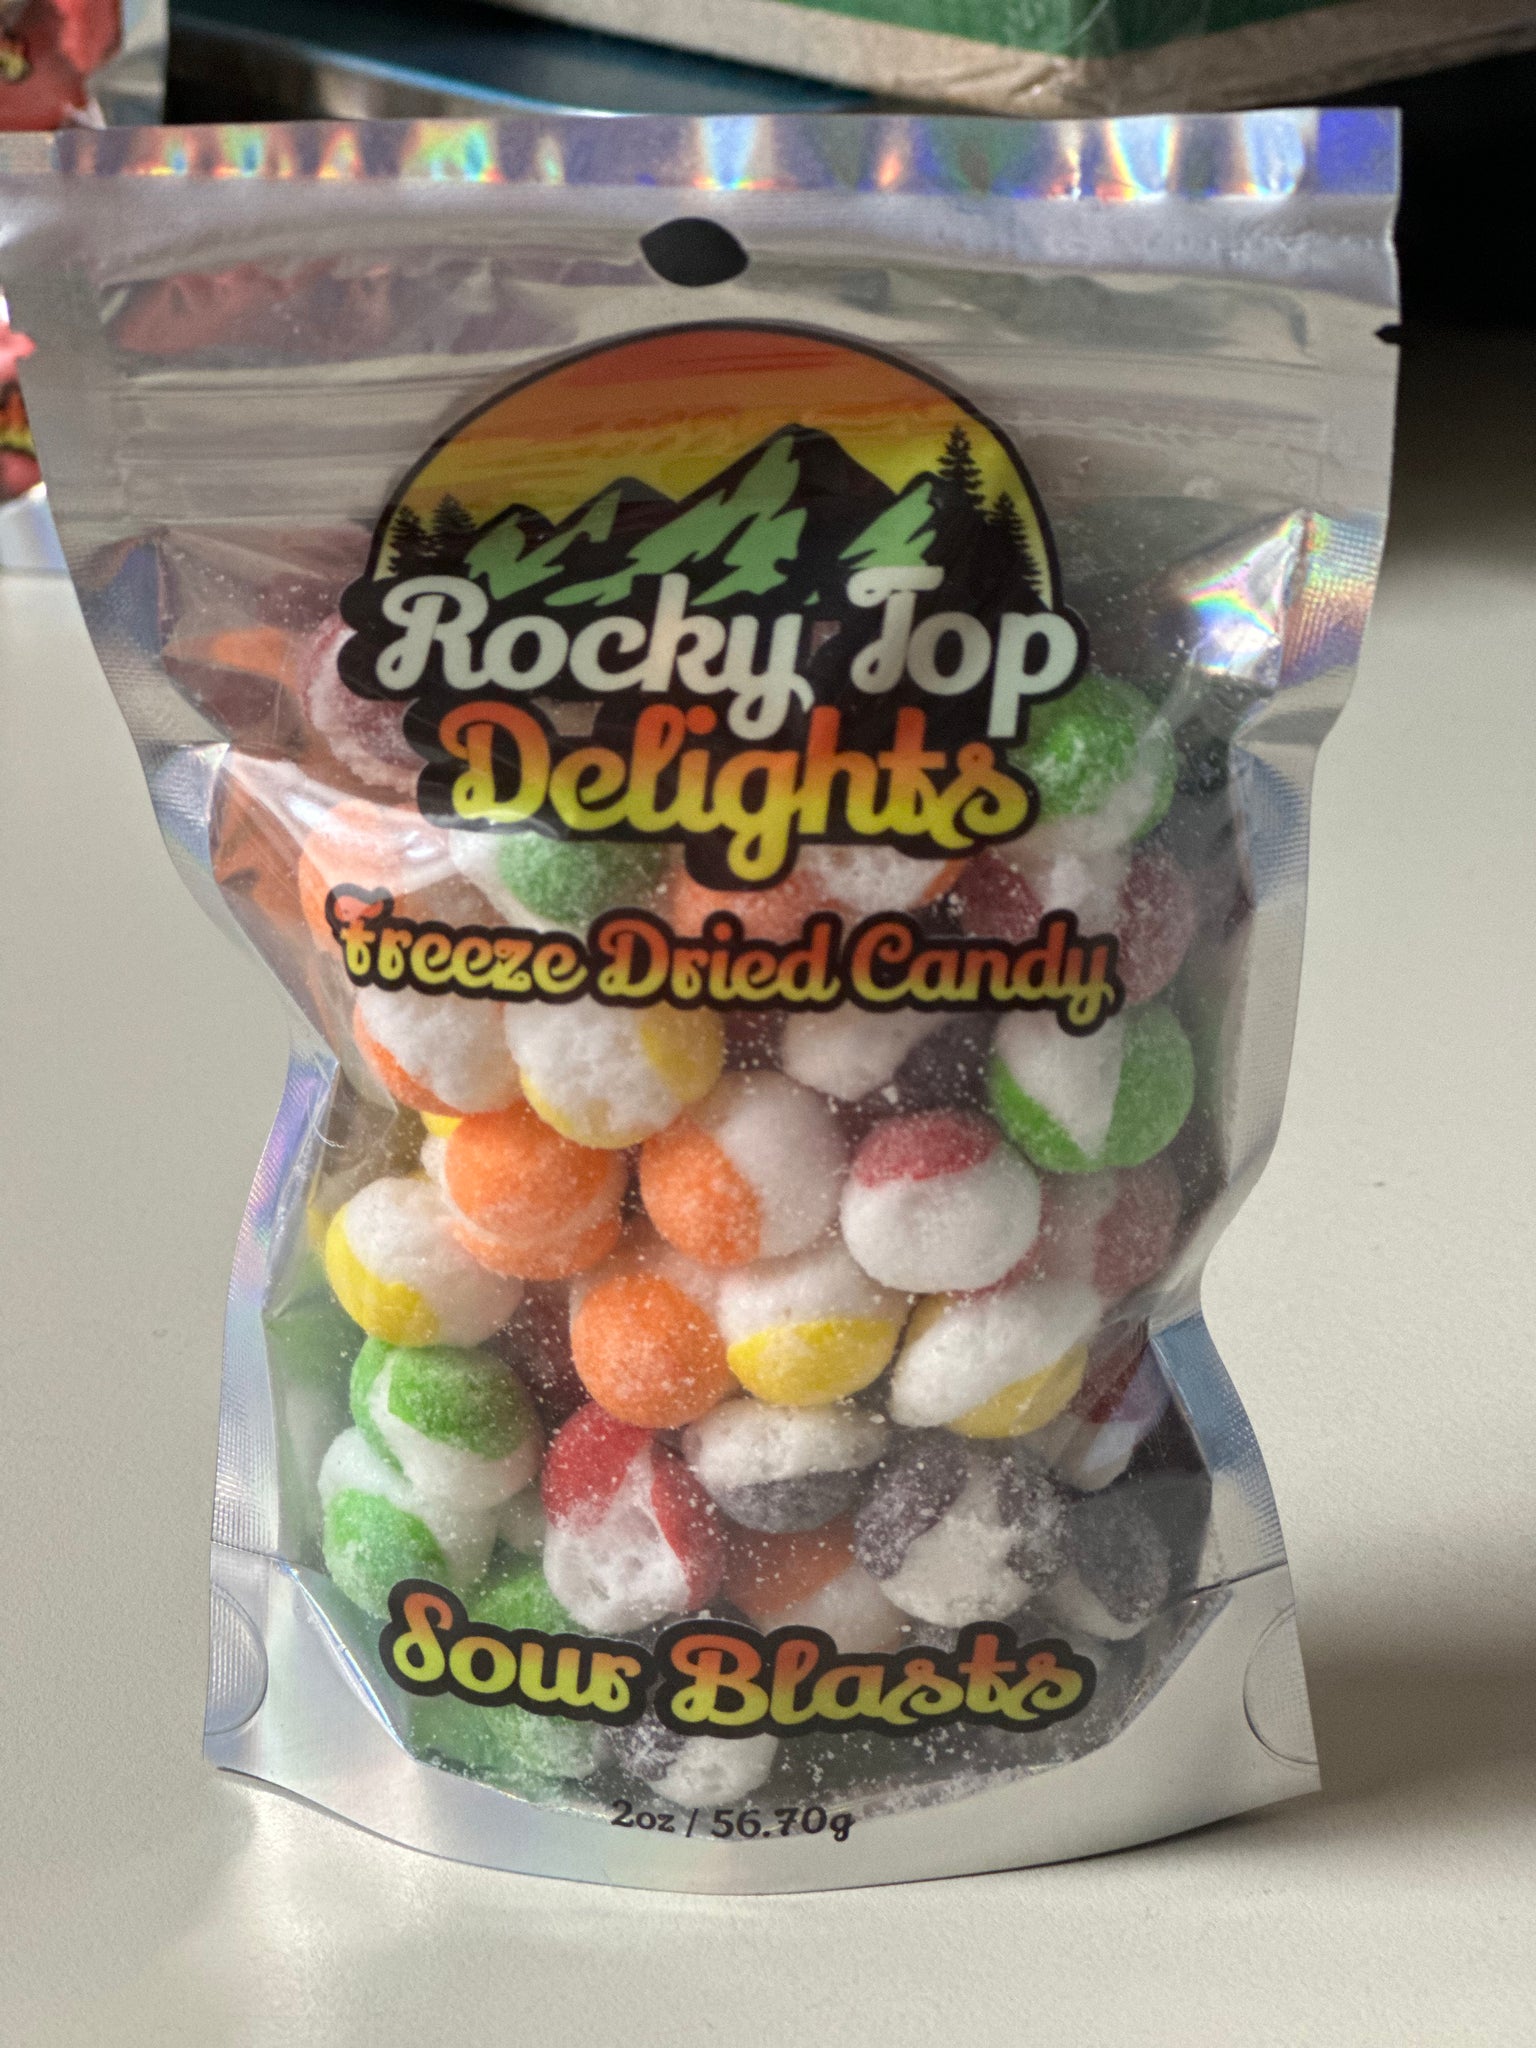 Rocky Top
Delights
Freeze Dried Candy
Sour Blasts
2oz / 56.70g